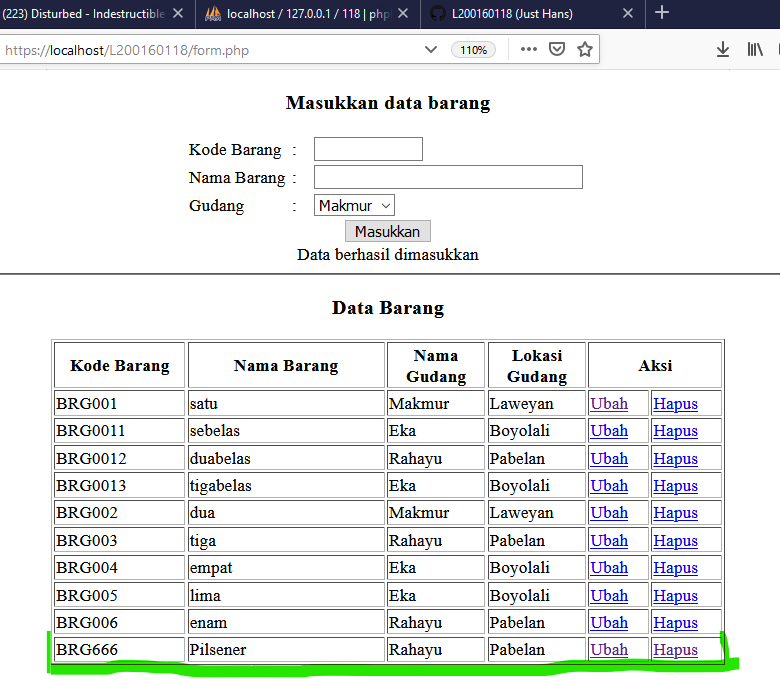 (223) Disturbed - Indestructible
localhost / 127.0.0.1 / 118 | php
L200160118 (Just Hans)
https://localhost/L200160118/form.php
110%
Masukkan data barang
Kode Barang :
Nama Barang :
Gudang : Makmur
Masukkan
Data berhasil dimasukkan
Data Barang
Kode Barang Nama Barang Nama Gudang Lokasi Gudang Aksi
BRG001 satu Makmur Laweyan Ubah Hapus
BRG0011 sebelas Eka Boyolali Ubah Hapus
BRG0012 duabelas Rahayu Pabelan Ubah Hapus
BRG0013 tigabelas Eka Boyolali Ubah Hapus
BRG002 dua Makmur Laweyan Ubah Hapus
BRG003 tiga Rahayu Pabelan Ubah Hapus
BRG004 empat Eka Boyolali Ubah Hapus
BRG005 lima Eka Boyolali Ubah Hapus
BRG006 enam Rahayu Pabelan Ubah Hapus
BRG666 Pilsener Rahayu Pabelan Ubah Hapus